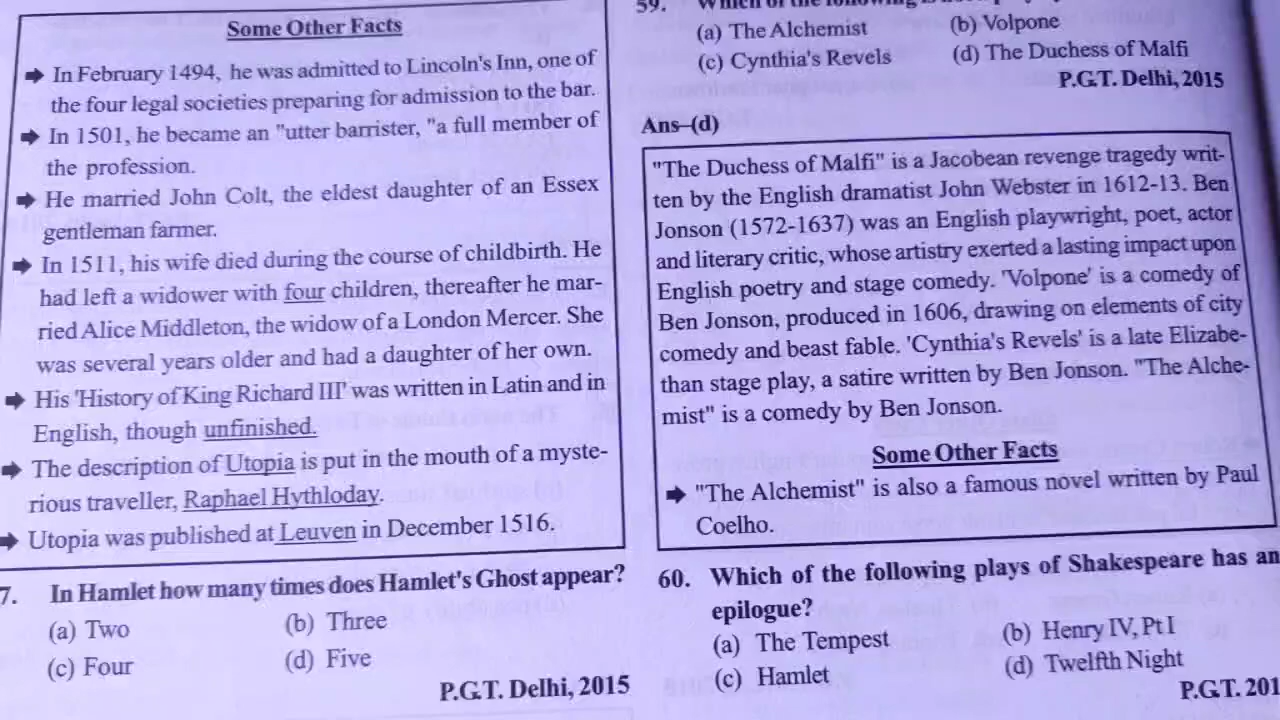 Some Other Facts
➡ In February 1494, he was admitted to Lincoln's Inn, one of
the four legal societies preparing for admission to the bar.
➡ In 1501, he became an "utter barrister, "a full member of
the profession.
➡ He married John Colt, the eldest daughter of an Essex
gentleman farmer.
➡ In 1511, his wife died during the course of childbirth. He
had left a widower with four children, thereafter he mar-
ried Alice Middleton, the widow of a London Mercer. She
was several years older and had a daughter of her own.
➡ His 'History of King Richard III' was written in Latin and in
English, though unfinished.
➡ The description of Utopia is put in the mouth of a myste-
rious traveller, Raphael Hythloday.
➡ Utopia was published at Leuven in December 1516.
7. In Hamlet how many times does Hamlet's Ghost appear?
(a) Two (b) Three
(c) Four (d) Five
P.G.T. Delhi, 2015
59. Which of the following
(a) The Alchemist (b) Volpone
(c) Cynthia's Revels (d) The Duchess of Malfi
P.G.T. Delhi, 2015
Ans–(d)
"The Duchess of Malfi" is a Jacobean revenge tragedy writ-
ten by the English dramatist John Webster in 1612-13. Ben
Jonson (1572-1637) was an English playwright, poet, actor
and literary critic, whose artistry exerted a lasting impact upon
English poetry and stage comedy. 'Volpone' is a comedy of
Ben Jonson, produced in 1606, drawing on elements of city
comedy and beast fable. 'Cynthia's Revels' is a late Elizabe-
than stage play, a satire written by Ben Jonson. "The Alche-
mist" is a comedy by Ben Jonson.
Some Other Facts
➡ "The Alchemist" is also a famous novel written by Paul
Coelho.
60. Which of the following plays of Shakespeare has an
epilogue?
(a) The Tempest (b) Henry IV, Pt I
(c) Hamlet (d) Twelfth Night
P.G.T. 201